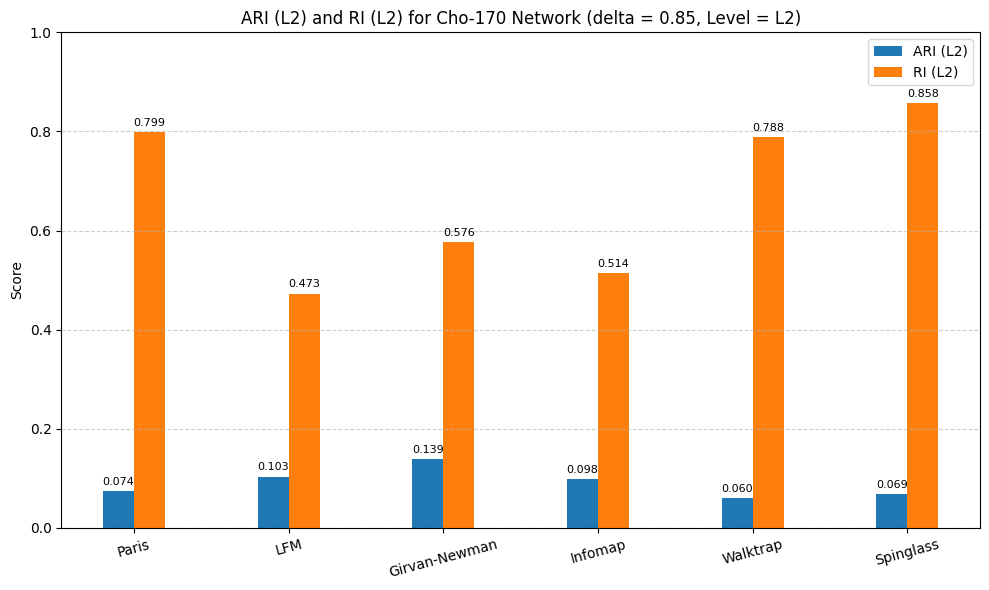 ARI (L2) and RI (L2) for Cho-170 Network (delta = 0.85, Level = L2)
ARI (L2)
RI (L2)
Score
1.0
0.8
0.6
0.4
0.2
0.0
0.074
0.799
0.103
0.473
0.139
0.576
0.098
0.514
0.060
0.788
0.069
0.858
Paris
LFM
Girvan-Newman
Infomap
Walktrap
Spinglass